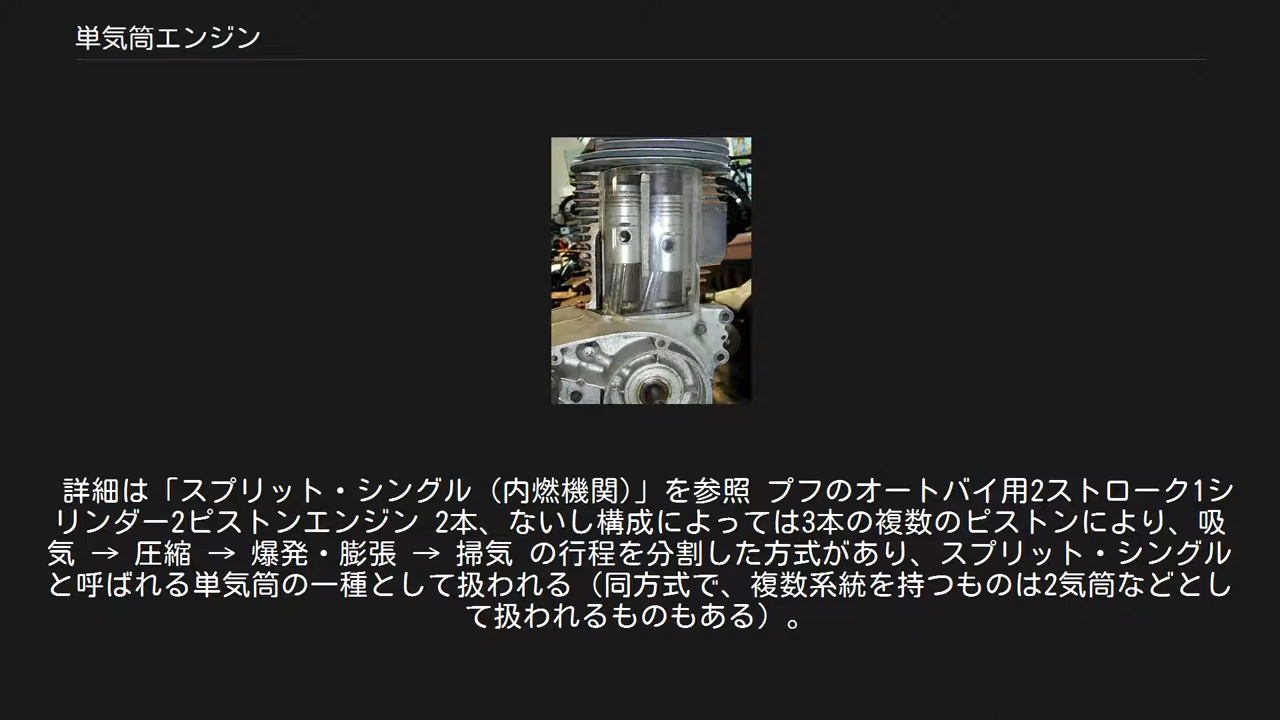 単気筒エンジン
詳細は「スプリット・シングル（内燃機関）」を参照 プフのオートバイ用2ストローク1シ
リンダー2ピストンエンジン 2本、ないし構成によっては3本の複数のピストンにより、吸
気 → 圧縮 → 爆発・膨張 → 掃気 の行程を分割した方式があり、スプリット・シングル
と呼ばれる単気筒の一種として扱われる（同方式で、複数系統を持つものは2気筒などとし
て扱われるものもある）。